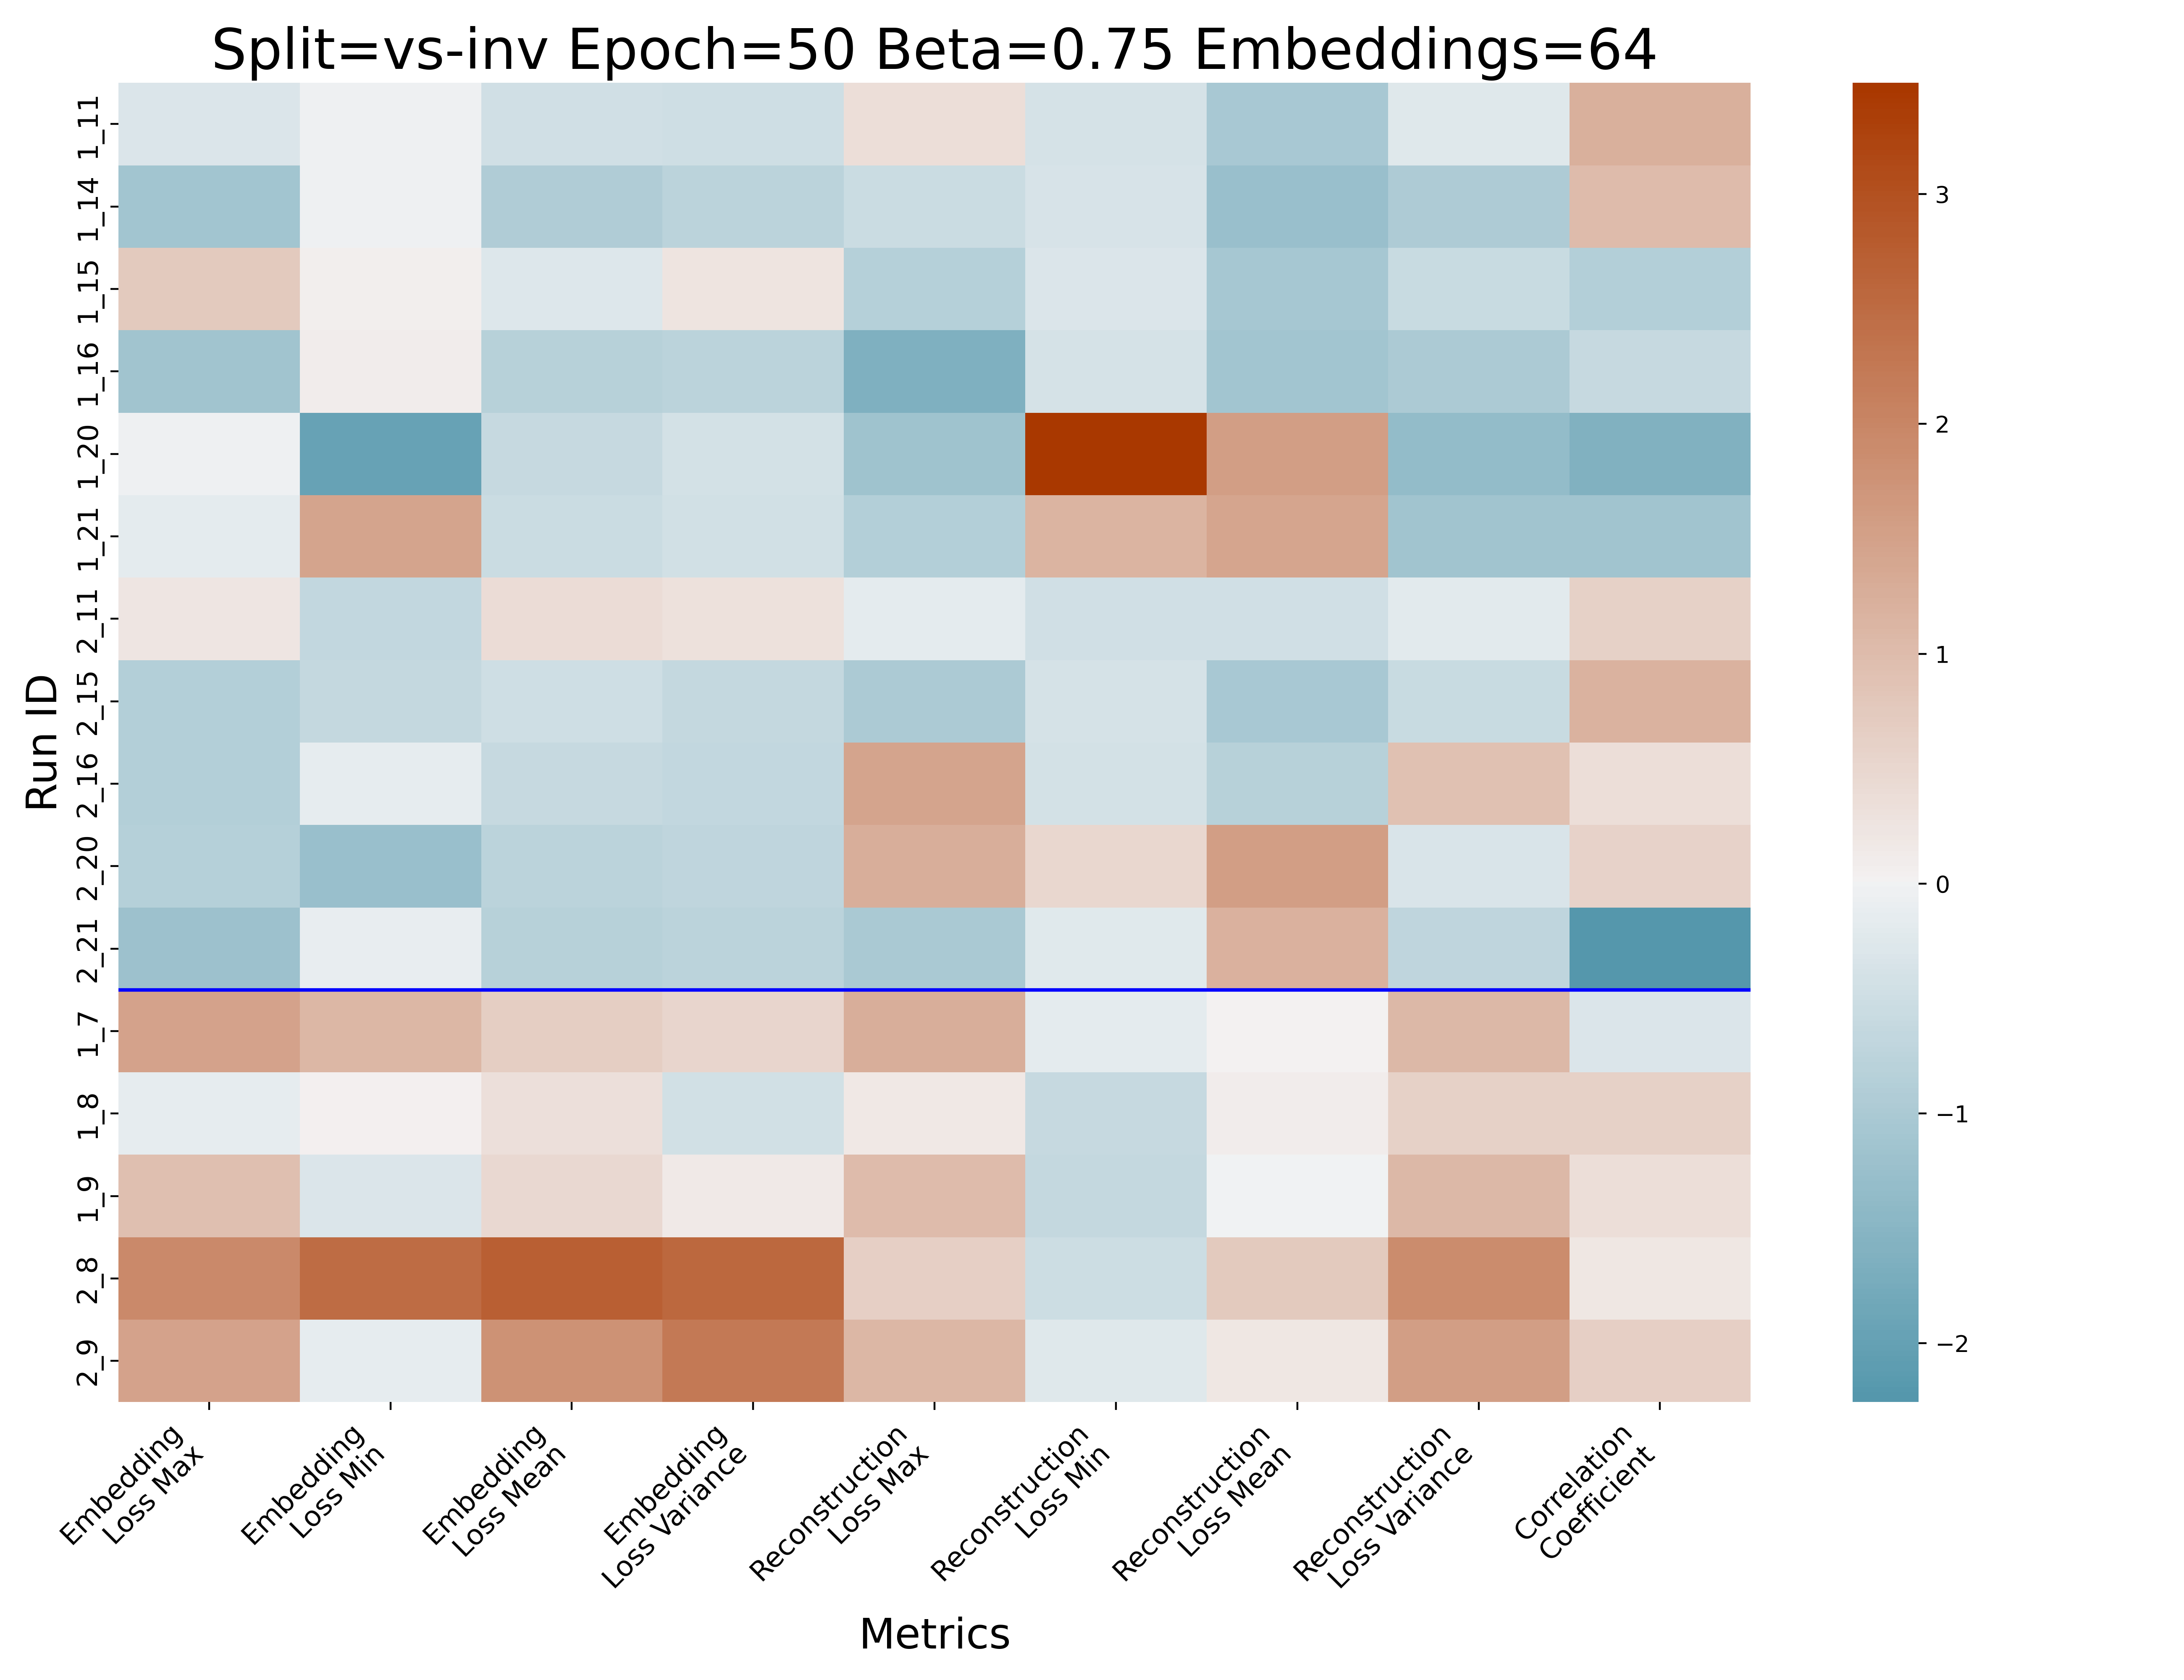 Split=vs-inv Epoch=50 Beta=0.75 Embeddings=64
Run ID
1_11
1_14
1_15
1_16
1_20
1_21
2_11
2_15
2_16
2_20
2_21
1_7
1_8
1_9
2_8
2_9
Embedding
Loss Max
Embedding
Loss Min
Embedding
Loss Mean
Embedding
Loss Variance
Reconstruction
Loss Max
Reconstruction
Loss Min
Reconstruction
Loss Mean
Reconstruction
Loss Variance
Correlation
Coefficient
Metrics
3
2
1
0
−1
−2